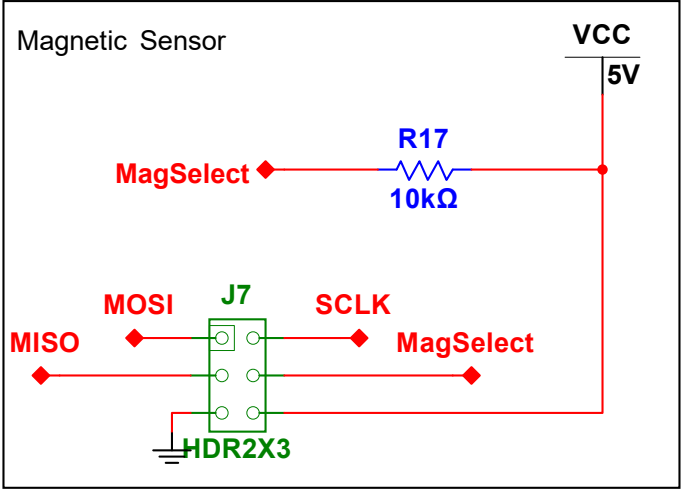 Magnetic Sensor
VCC
5V
R17
MagSelect
10kΩ
J7
MOSI
SCLK
MISO
MagSelect
HDR2X3